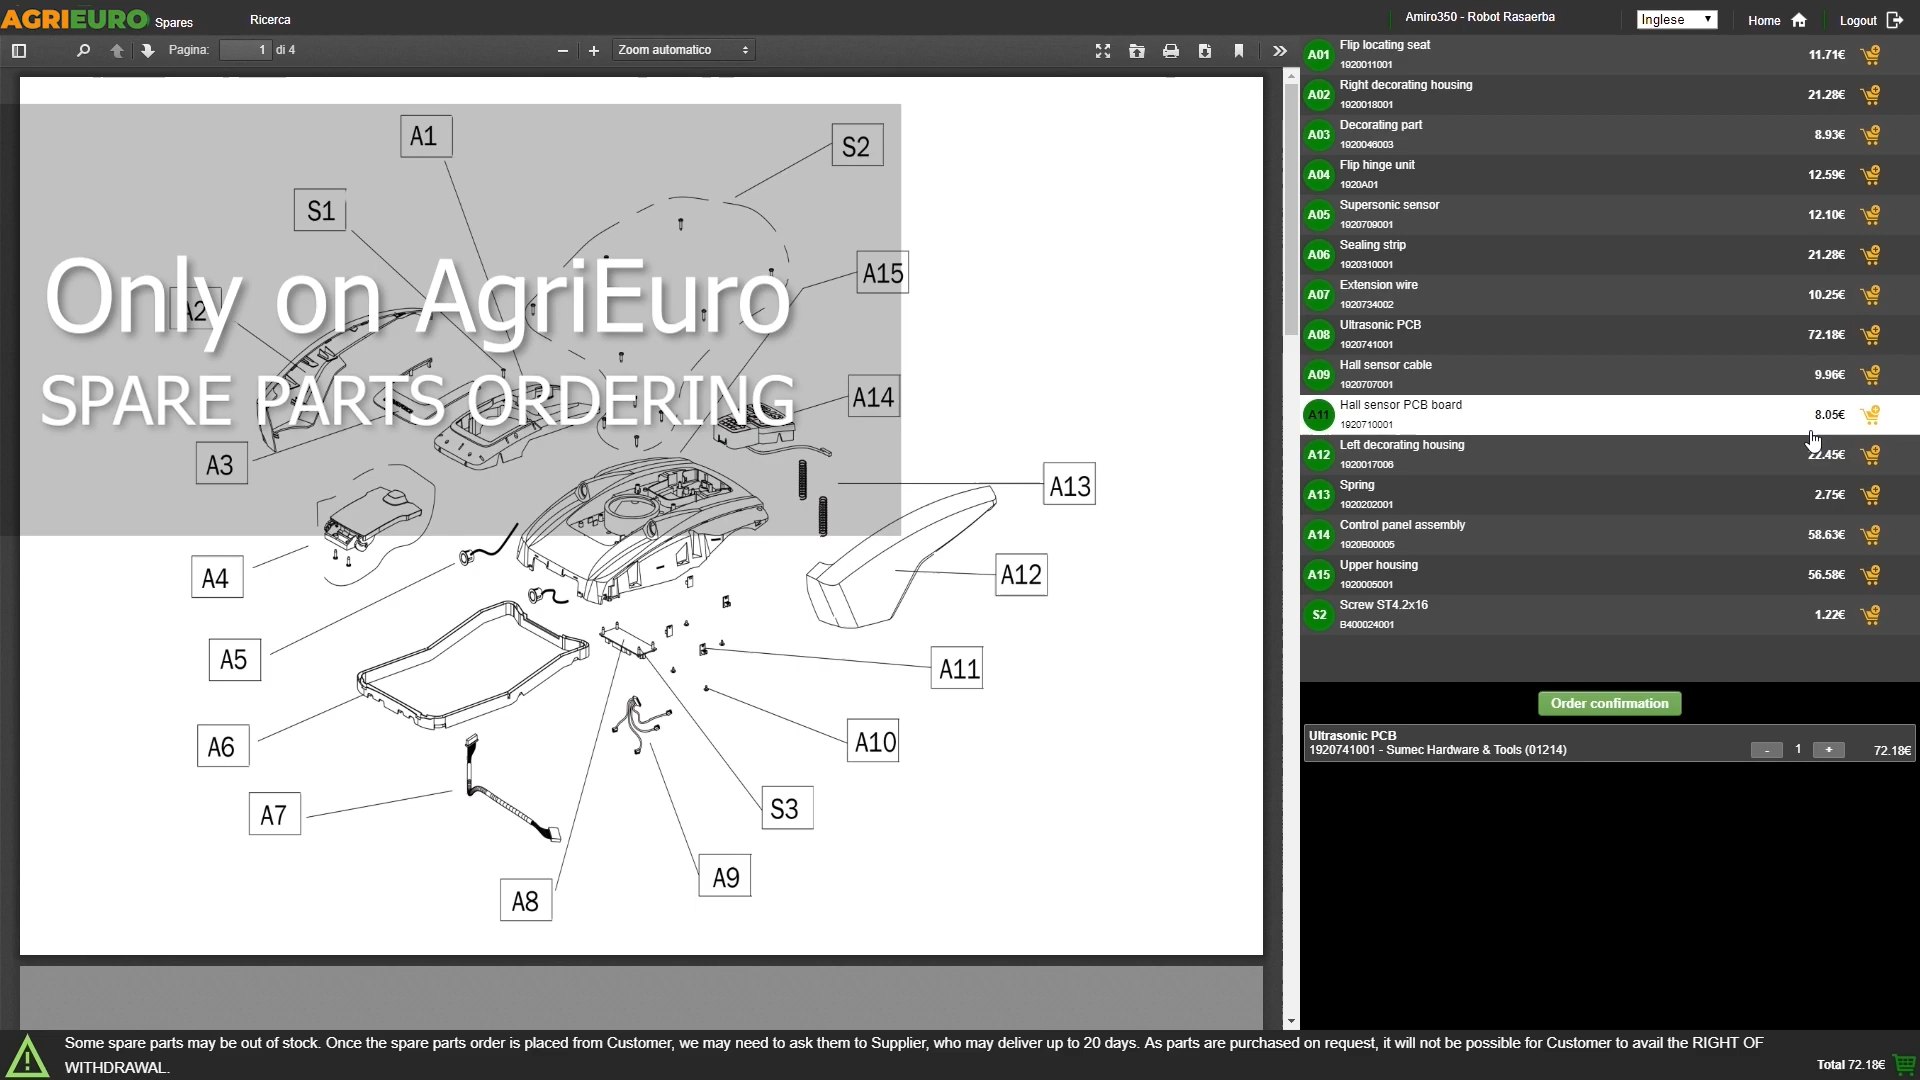 AGRIEURO Spares
Ricerca
Amiro350 - Robot Rasaerba
Inglese
Home
Logout
Pagina:
1
di 4
Zoom automatico
A1
S2
S1
A15
A2
Only on AgriEuro
SPARE PARTS ORDERING
A14
A3
A13
A4
A12
A5
A11
A6
A10
A7
S3
A9
A8
A01
Flip locating seat
1920011001
11.71€
A02
Right decorating housing
1920018001
21.28€
A03
Decorating part
1920046003
8.93€
A04
Flip hinge unit
1920A01
12.59€
A05
Supersonic sensor
1920709001
12.10€
A06
Sealing strip
1920310001
21.28€
A07
Extension wire
1920734002
10.25€
A08
Ultrasonic PCB
1920741001
72.18€
A09
Hall sensor cable
1920707001
9.96€
A11
Hall sensor PCB board
1920710001
8.05€
A12
Left decorating housing
1920017006
22.45€
A13
Spring
1920202001
2.75€
A14
Control panel assembly
1920B00005
58.63€
A15
Upper housing
1920005001
56.58€
S2
Screw ST4.2x16
B400024001
1.22€
Order confirmation
Ultrasonic PCB
1920741001 - Sumec Hardware & Tools (01214)
- 1 +
72.18€
Some spare parts may be out of stock. Once the spare parts order is placed from Customer, we may need to ask them to Supplier, who may deliver up to 20 days. As parts are purchased on request, it will not be possible for Customer to avail the RIGHT OF
WITHDRAWAL.
Total 72.18€